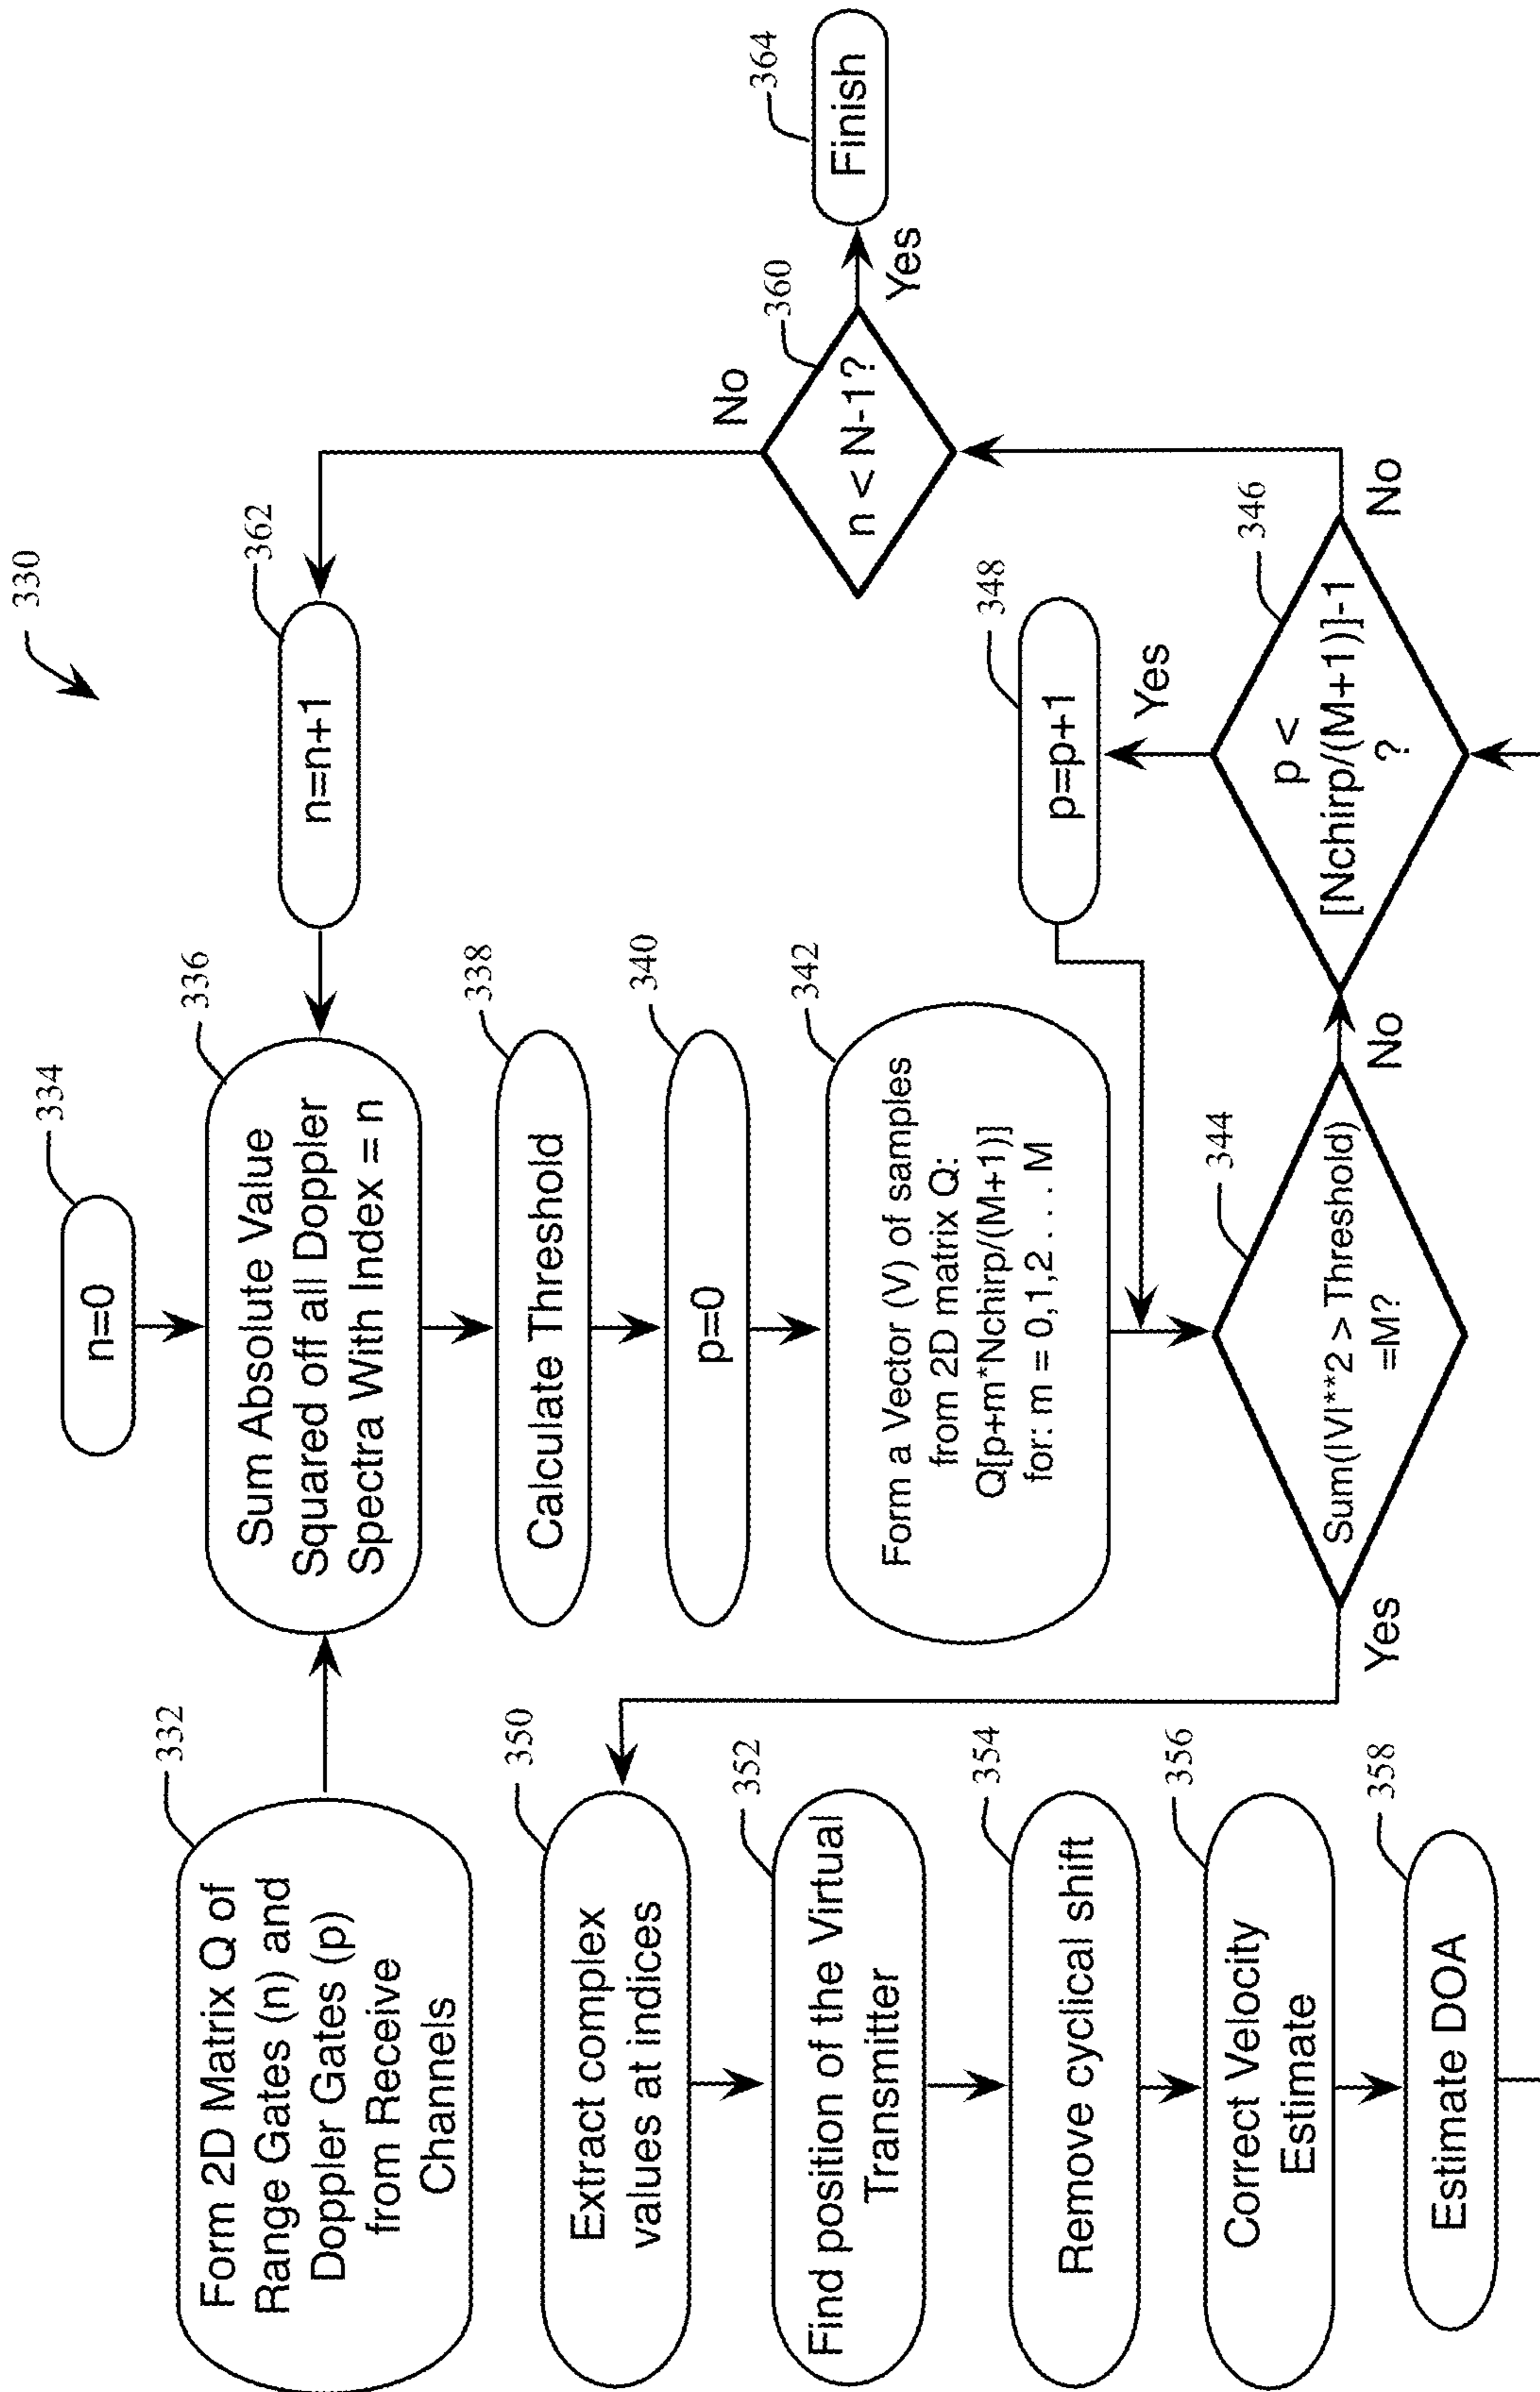 330
332
Form 2D Matrix Q of
Range Gates (n) and
Doppler Gates (p)
from Receive
Channels
334
n=0
336
Sum Absolute Value
Squared off all Doppler
Spectra With Index = n
338
Calculate Threshold
340
p=0
342
Form a Vector (V) of samples
from 2D matrix Q:
Q[p+m*Nchirp/(M+1)]
for: m = 0,1,2. . . . M
344
Sum(|V|**2 > Threshold)
=M?
Yes
No
346
p <
[Nchirp/(M+1)]-1
?
Yes
No
348
p=p+1
350
Extract complex
values at indices
352
Find position of the Virtual
Transmitter
354
Remove cyclical shift
356
Correct Velocity
Estimate
358
Estimate DOA
360
n < N-1?
No
Yes
362
n=n+1
364
Finish